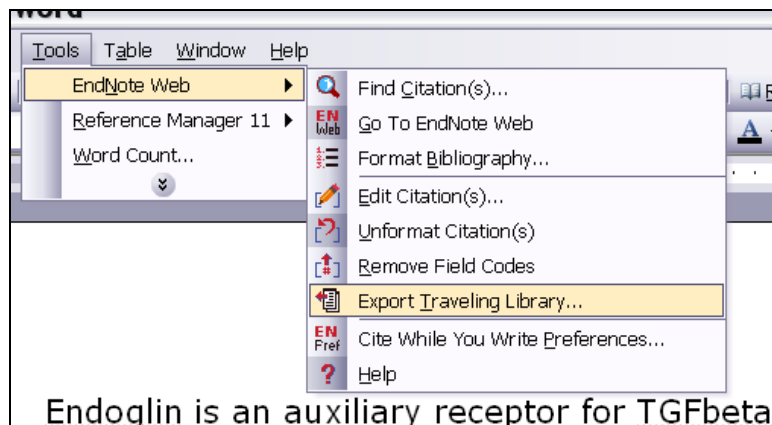 Word
Tools Table Window Help
EndNote Web
Reference Manager 11
Word Count...
Find Citation(s)...
EN Web Go To EndNote Web
Format Bibliography...
Edit Citation(s)...
Unformat Citation(s)
Remove Field Codes
Export Traveling Library...
EN Pref Cite While You Write Preferences...
? Help
R
A
Endoglin is an auxiliary receptor for TGFbeta